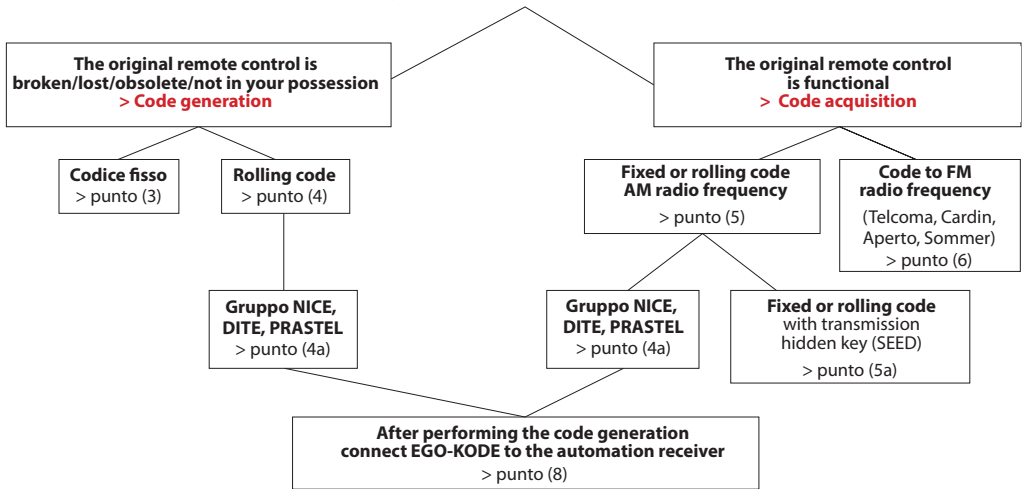 The original remote control is
broken/lost/obsolete/not in your possession
> Code generation
The original remote control
is functional
> Code acquisition
Codice fisso
> punto (3)
Rolling code
> punto (4)
Fixed or rolling code
AM radio frequency
> punto (5)
Code to FM
radio frequency
(Telcoma, Cardin,
Aperto, Sommer)
> punto (6)
Gruppo NICE,
DITE, PRASTEL
> punto (4a)
Gruppo NICE,
DITE, PRASTEL
> punto (4a)
Fixed or rolling code
with transmission
hidden key (SEED)
> punto (5a)
After performing the code generation
connect EGO-KODE to the automation receiver
> punto (8)